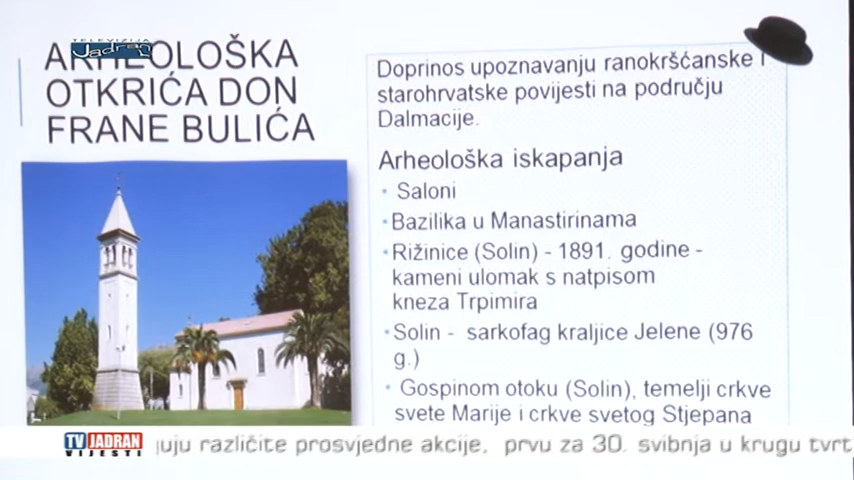 TELEVIZIJA
Jadran
ARHEOLOŠKA
OTKRIĆA DON
FRANE BULIĆA
Doprinos upoznavanju ranokršćanske i
starohrvatske povijesti na području
Dalmacije.
Arheološka iskapanja
• Saloni
• Bazilika u Manastirinama
• Rižinice (Solin) - 1891. godine -
kameni ulomak s natpisom
kneza Trpimira
• Solin - sarkofag kraljice Jelene (976
g.)
• Gospinom otoku (Solin), temelji crkve
svete Marije i crkve svetog Stjepana
TV JADRAN
VIJESTI
juju različite prosvjedne akcije, prvu za 30. svibnja u krugu tvrt